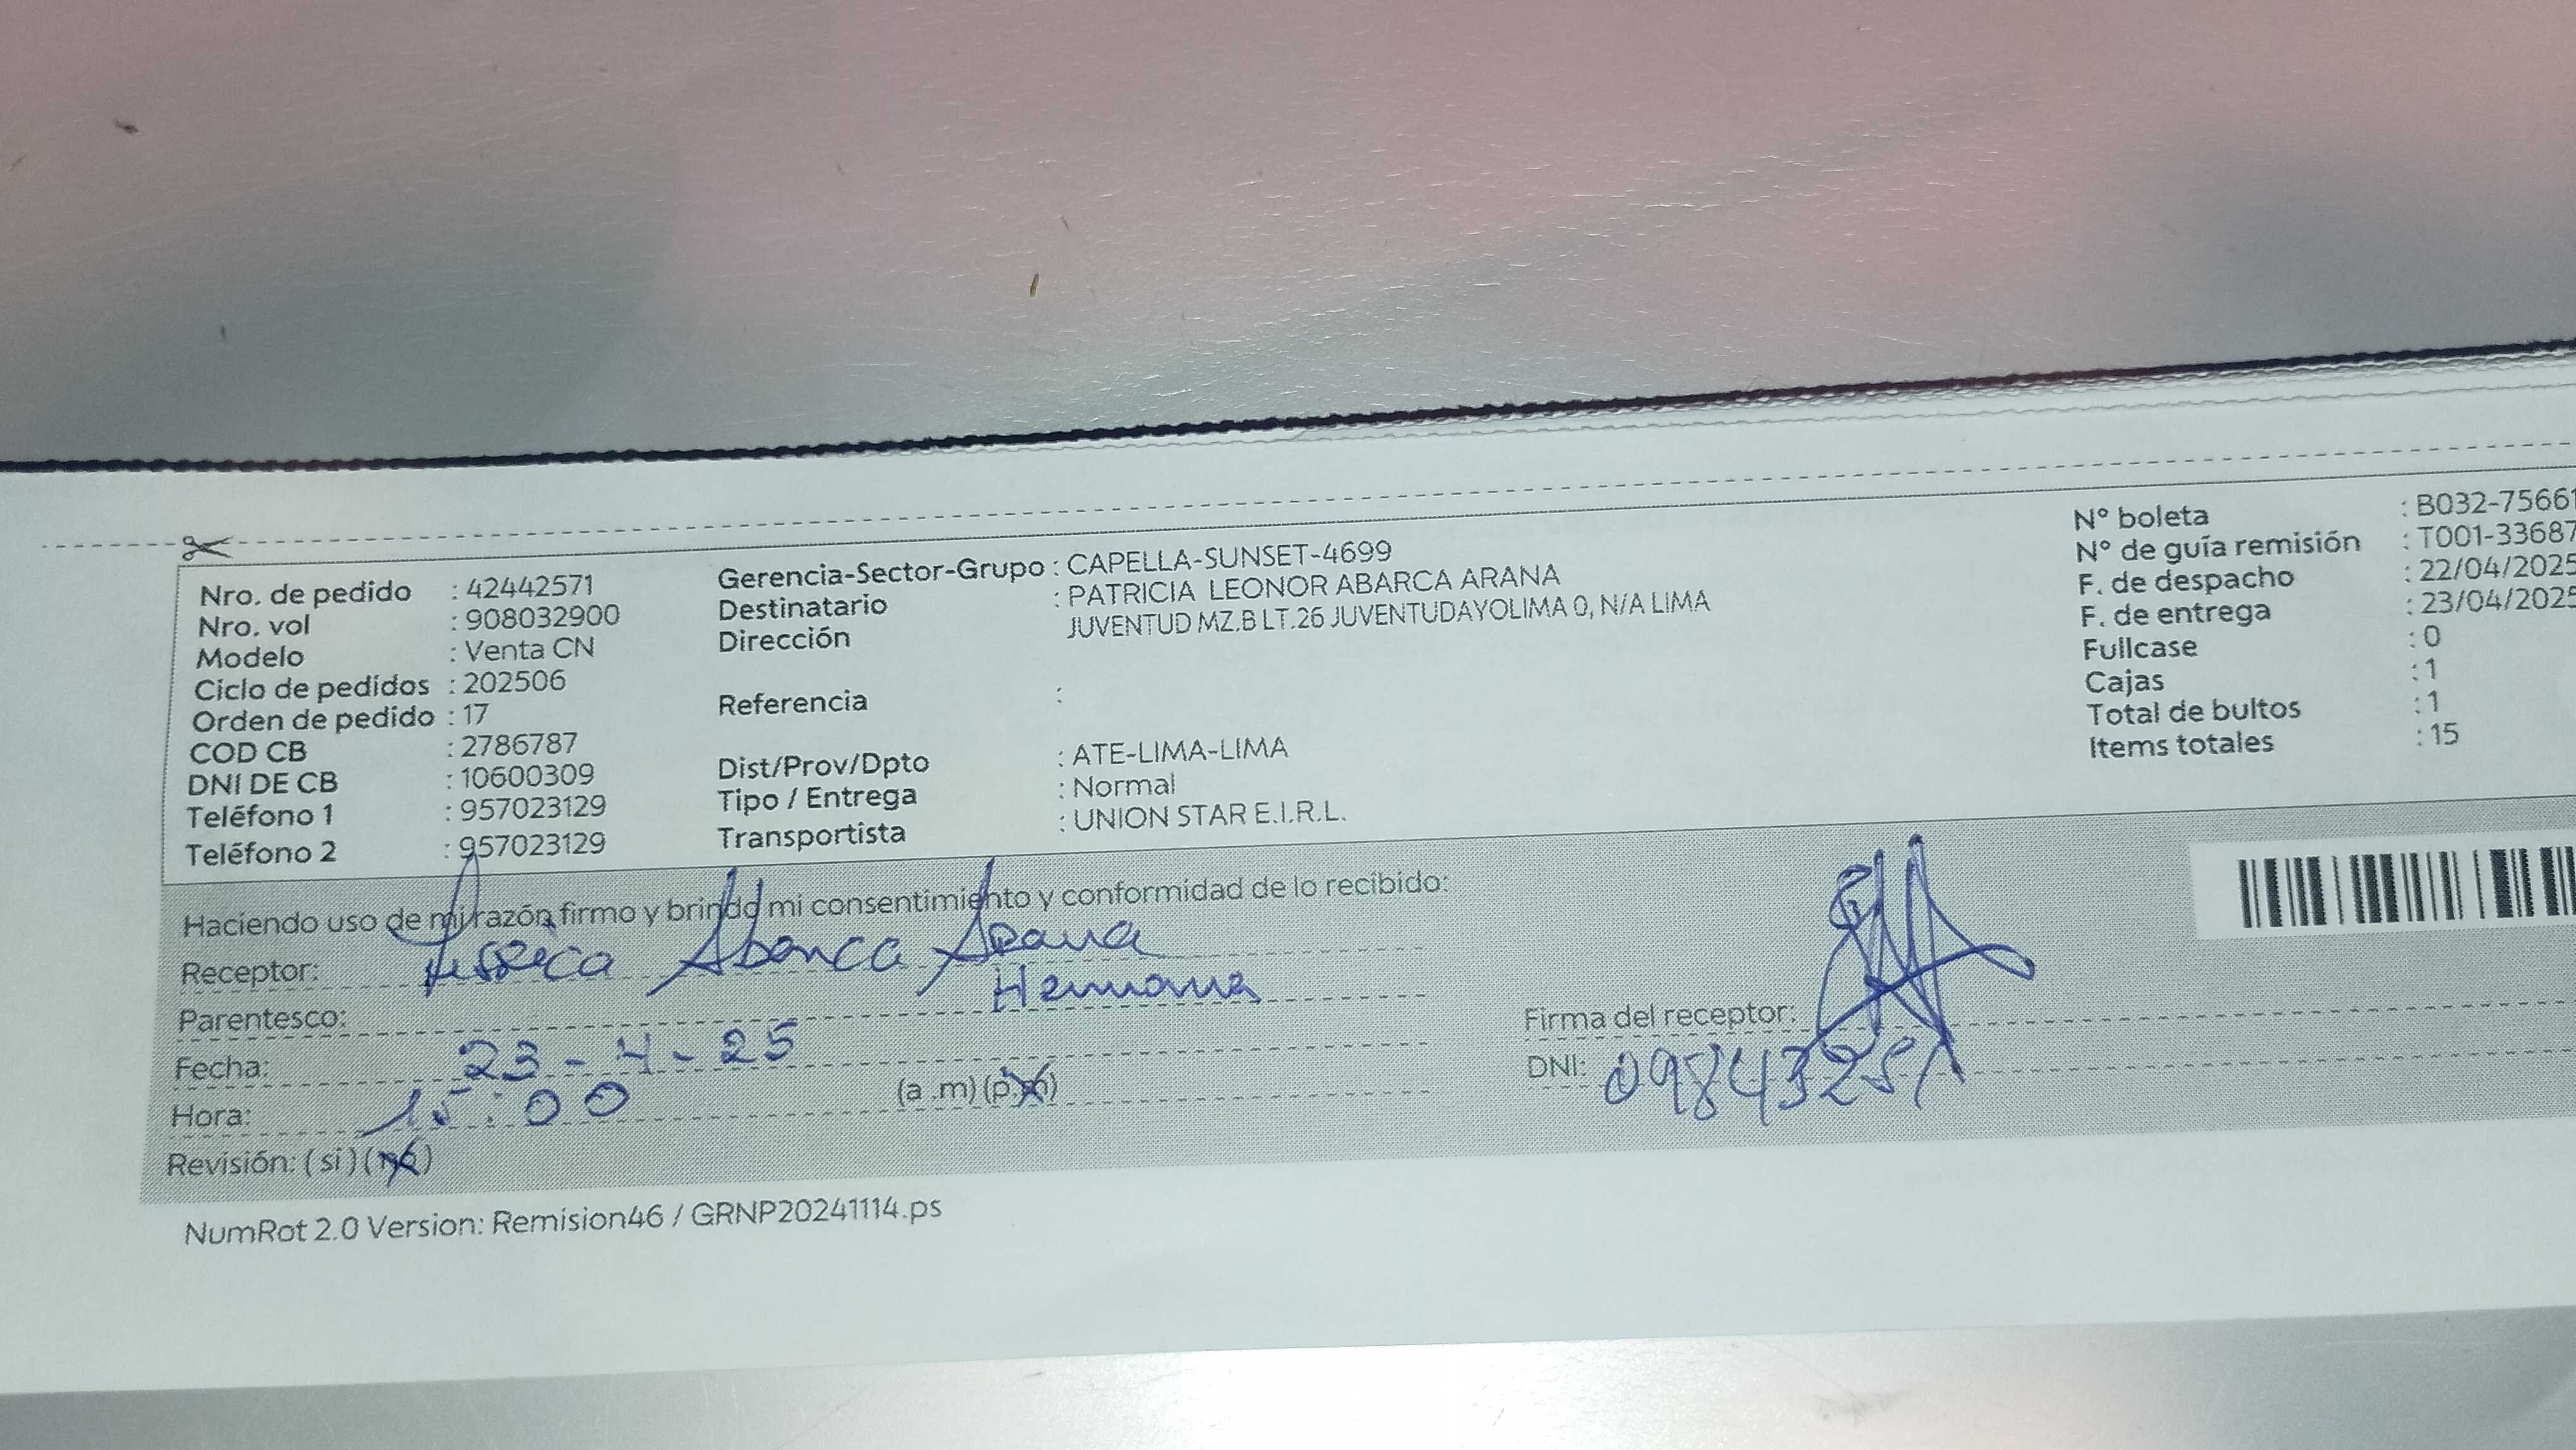 Nro. de pedido : 42442571
Nro. vol : 908032900
Modelo : Venta CN
Ciclo de pedidos : 202506
Orden de pedido : 17
COD CB : 2786787
DNI DE CB : 10600309
Teléfono 1 : 957023129
Teléfono 2 : 957023129
Gerencia-Sector-Grupo : CAPELLA-SUNSET-4699
Destinatario : PATRICIA LEONOR ABARCA ARANA
Dirección JUVENTUD MZ.B LT.26 JUVENTUDAYOLIMA 0, N/A LIMA
Referencia :
Dist/Prov/Dpto : ATE-LIMA-LIMA
Tipo / Entrega : Normal
Transportista : UNION STAR E.I.R.L.
N° boleta : B032-75661
N° de guía remisión : T001-33687
F. de despacho : 22/04/2025
F. de entrega : 23/04/2025
Fullcase : 0
Cajas : 1
Total de bultos : 1
Items totales : 15
Haciendo uso de mi razón firmo y brindo mi consentimiento y conformidad de lo recibido:
Receptor: Abarca Arana
Parentesco: Hermana
Fecha: 23-4-25
Hora: 15:00 (a .m) (p.m)
Revisión: (si) (no)
Firma del receptor:
DNI:
NumRot 2.0 Version: Remision46 / GRNP20241114.ps